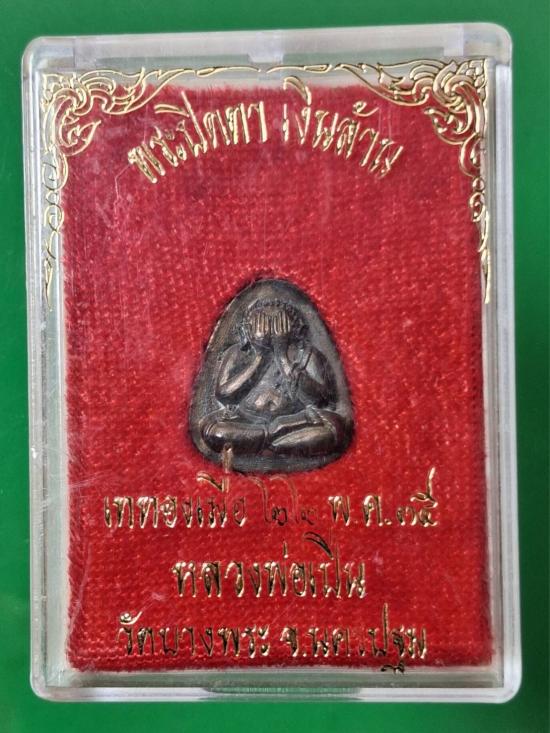 พระปิดตา เงินล้าน
เททองเมื่อ ๒๒ พ.ค.๓๕
หลวงพ่อเปิ่น
วัดบางพระ จ.นครปฐม